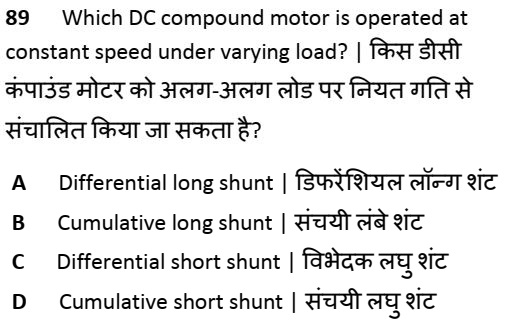 89 Which DC compound motor is operated at
constant speed under varying load? | किस डीसी
कंपाउंड मोटर को अलग-अलग लोड पर नियत गति से
संचालित किया जा सकता है?
A Differential long shunt | डिफरेंशियल लॉन्ग शंट
B Cumulative long shunt | संचयी लंबे शंट
C Differential short shunt | विभेदक लघु शंट
D Cumulative short shunt | संचयी लघु शंट